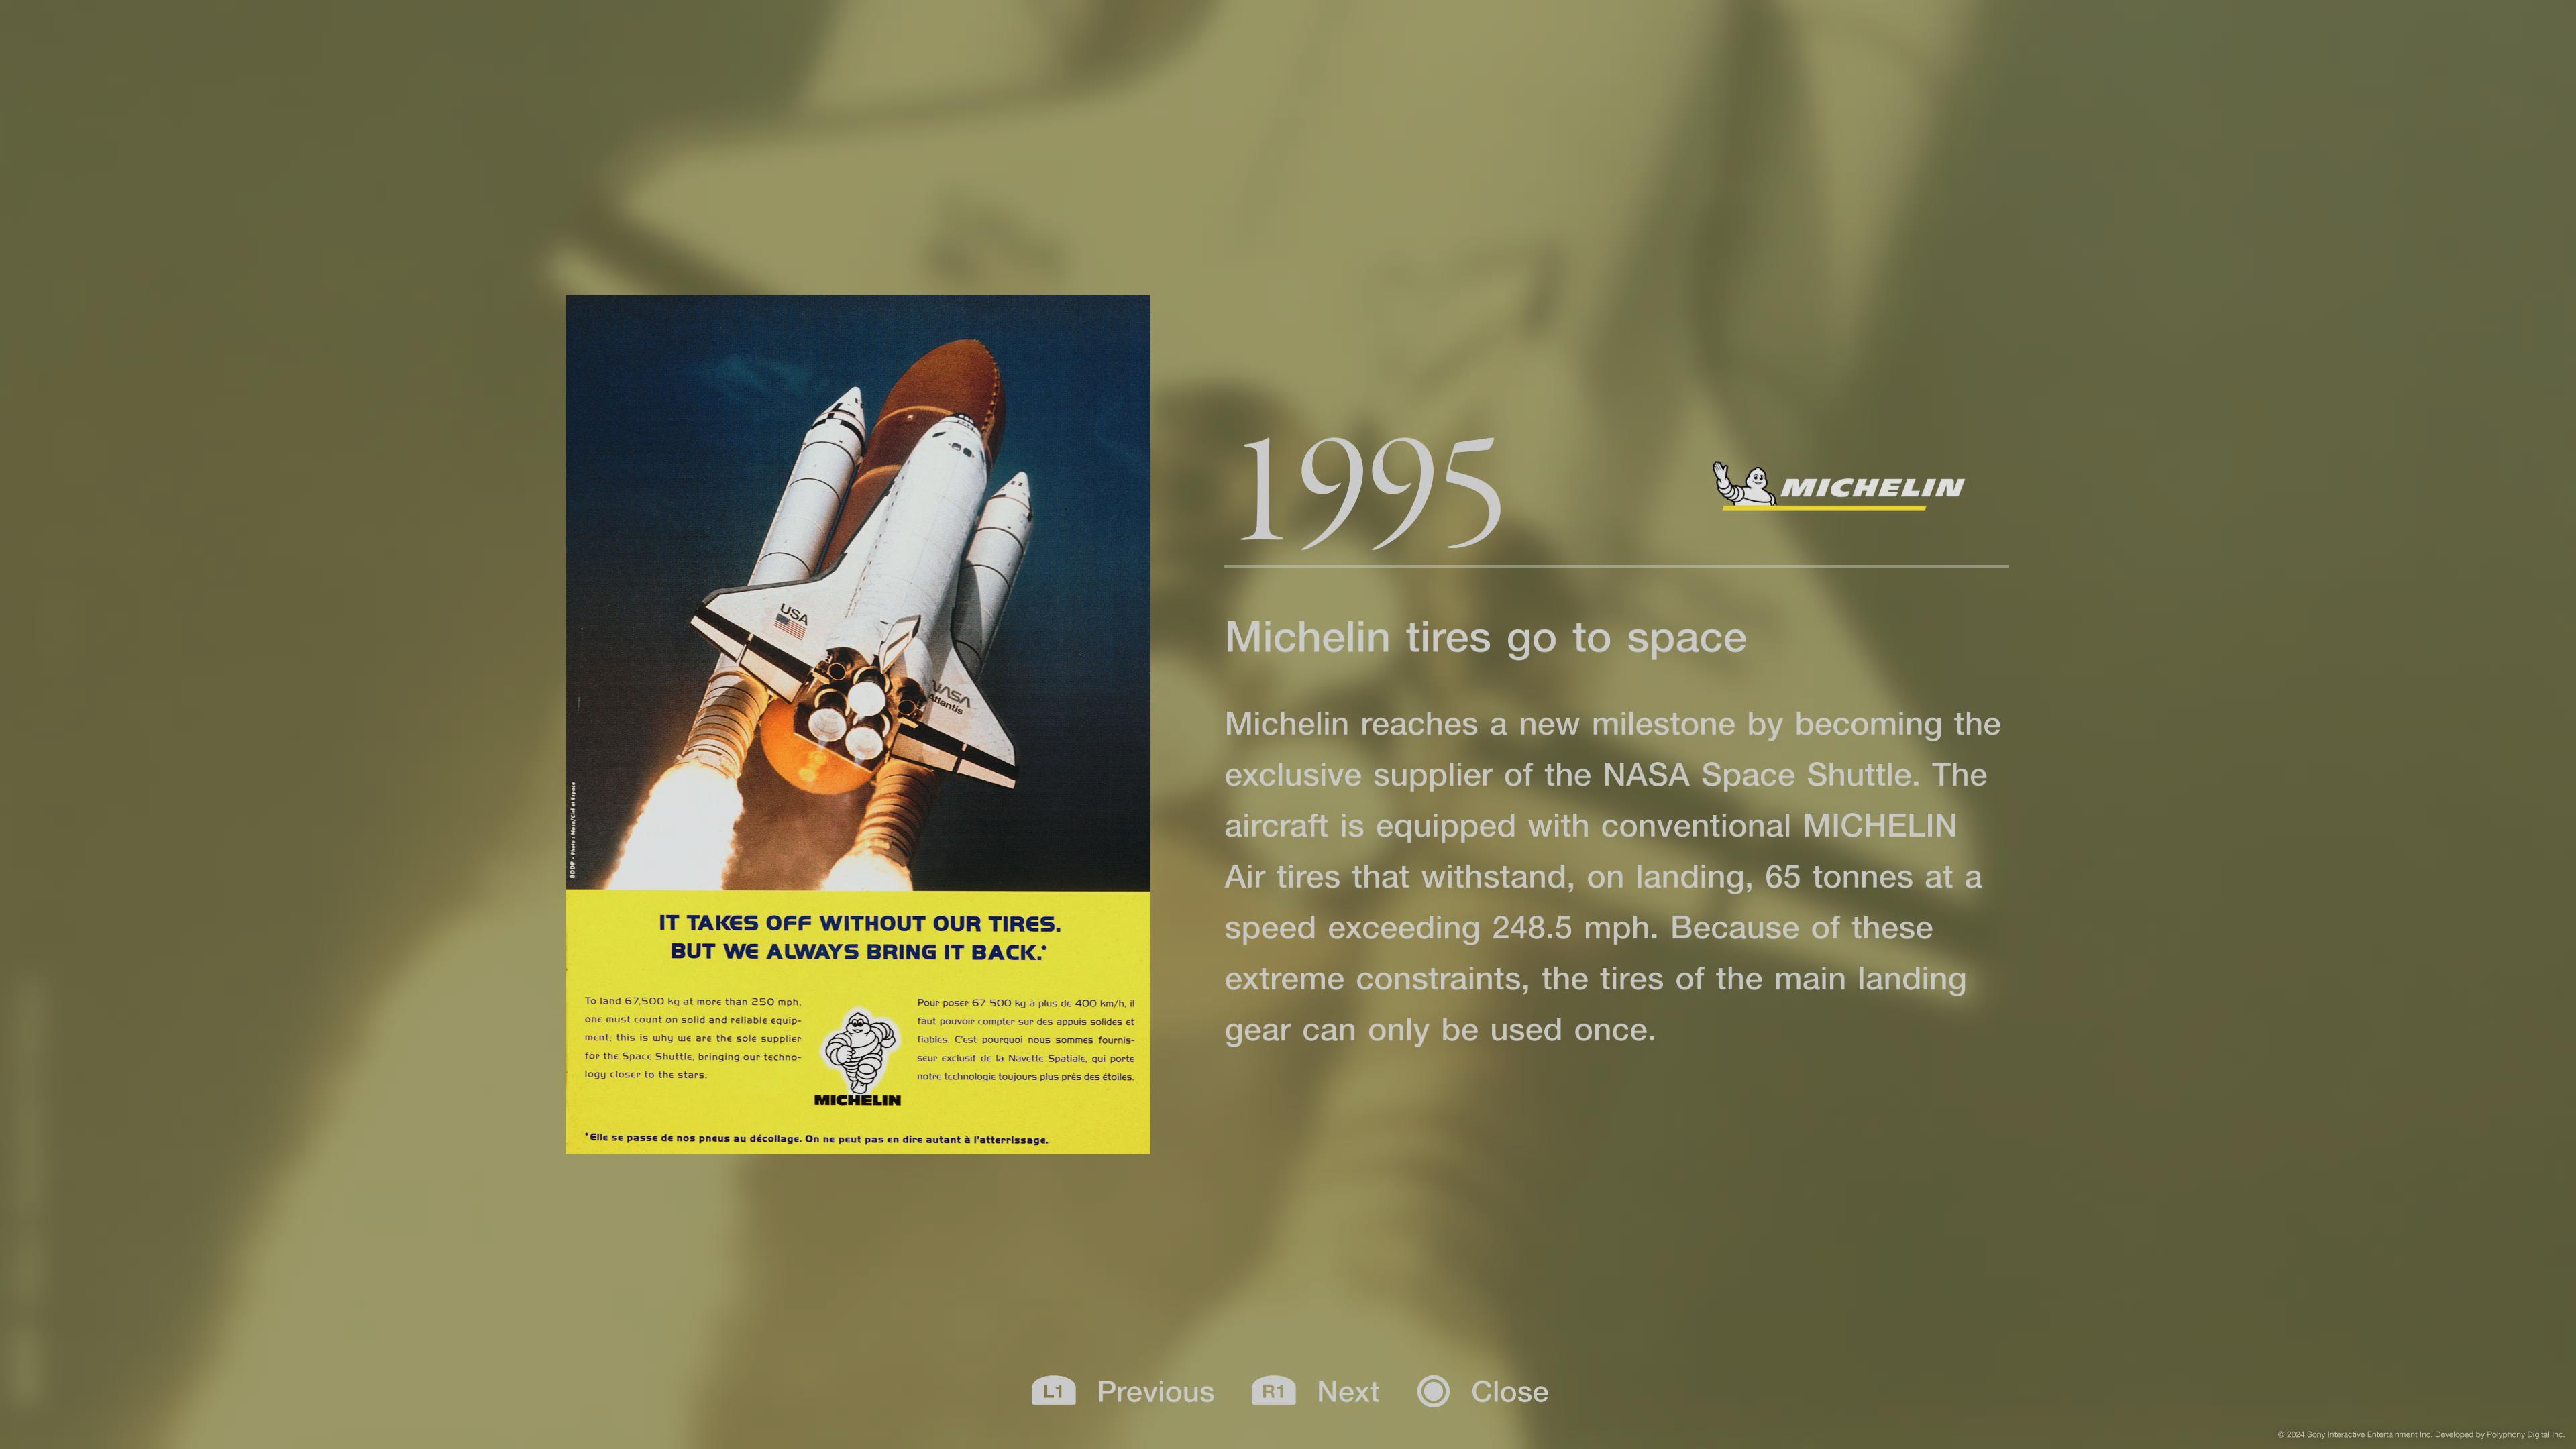 USA
NASA
Atlantis
BDDP - Photo : Nasa/Ciel et Espace
IT TAKES OFF WITHOUT OUR TIRES.
BUT WE ALWAYS BRING IT BACK.*
To land 67,500 kg at more than 250 mph,
one must count on solid and reliable equip-
ment; this is why we are the sole supplier
for the Space Shuttle, bringing our techno-
logy closer to the stars.
MICHELIN
Pour poser 67 500 kg à plus de 400 km/h, il
faut pouvoir compter sur des appuis solides et
fiables. C'est pourquoi nous sommes fournis-
seur exclusif de la Navette Spatiale, qui porte
notre technologie toujours plus près des étoiles.
*Elle se passe de nos pneus au décollage. On ne peut pas en dire autant à l'atterrissage.
1995
MICHELIN
Michelin tires go to space
Michelin reaches a new milestone by becoming the
exclusive supplier of the NASA Space Shuttle. The
aircraft is equipped with conventional MICHELIN
Air tires that withstand, on landing, 65 tonnes at a
speed exceeding 248.5 mph. Because of these
extreme constraints, the tires of the main landing
gear can only be used once.
L1 Previous R1 Next Close
© 2024 Sony Interactive Entertainment Inc. Developed by Polyphony Digital Inc.